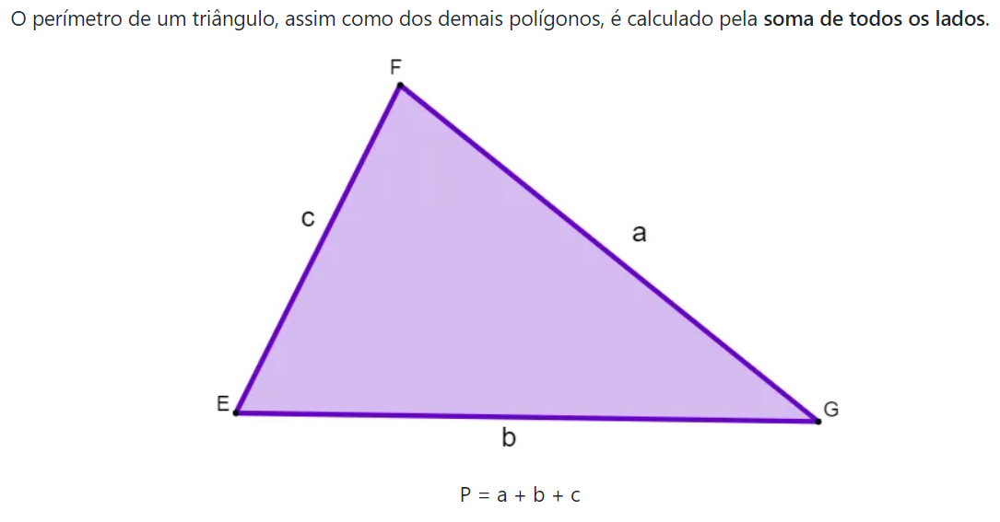 O perímetro de um triângulo, assim como dos demais polígonos, é calculado pela soma de todos os lados.
F
c
a
E
G
b
P = a + b + c